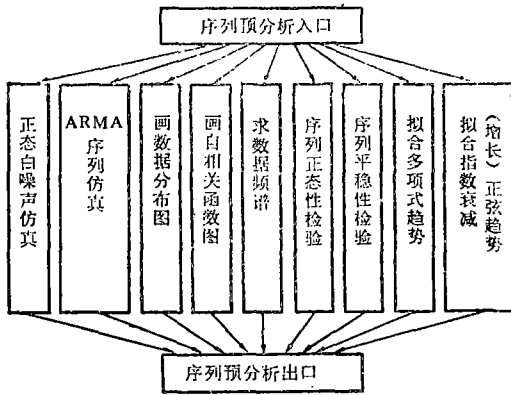 序列预分析入口
正态白噪声仿真
ARMA
序列仿真
画数据分布图
画自相关函数图
求数据频谱
序列正态性检验
序列平稳性检验
拟合多项式趋势
拟合指数衰减
(增长)正弦趋势
序列预分析出口